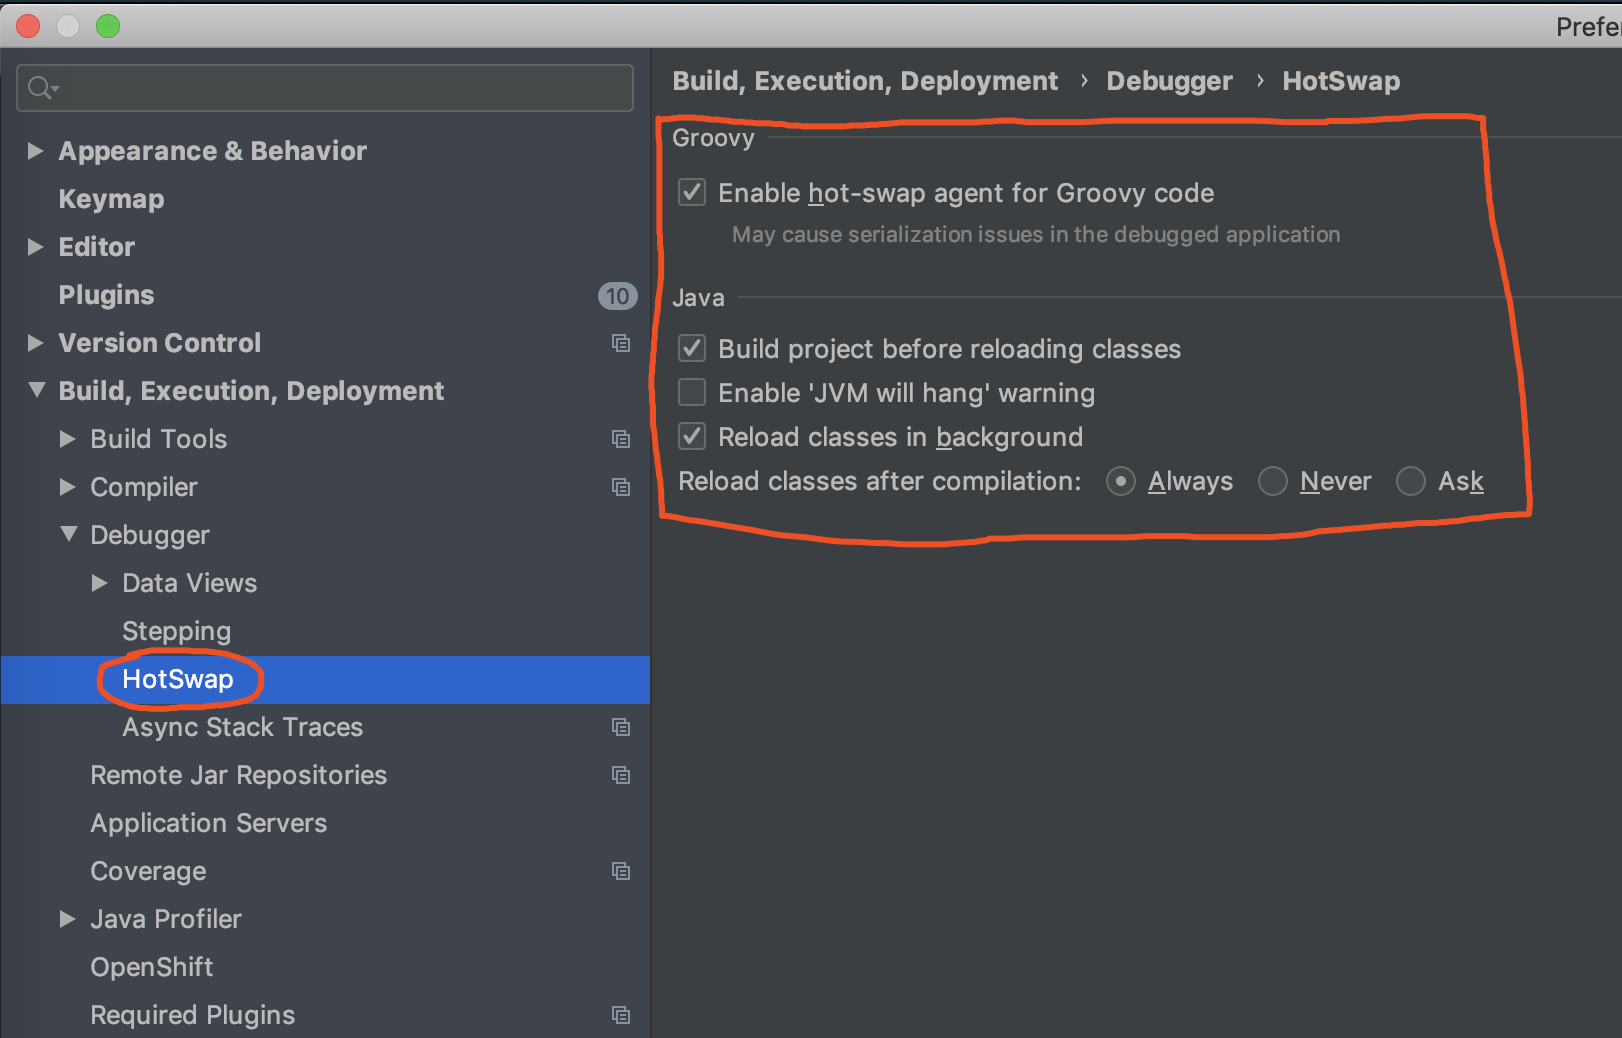 Prefe
Build, Execution, Deployment › Debugger › HotSwap
Appearance & Behavior
Keymap
Editor
Plugins 10
Version Control
Build, Execution, Deployment
Build Tools
Compiler
Debugger
Data Views
Stepping
HotSwap
Async Stack Traces
Remote Jar Repositories
Application Servers
Coverage
Java Profiler
OpenShift
Required Plugins
Groovy
Enable hot-swap agent for Groovy code
May cause serialization issues in the debugged application
Java
Build project before reloading classes
Enable 'JVM will hang' warning
Reload classes in background
Reload classes after compilation: Always Never Ask